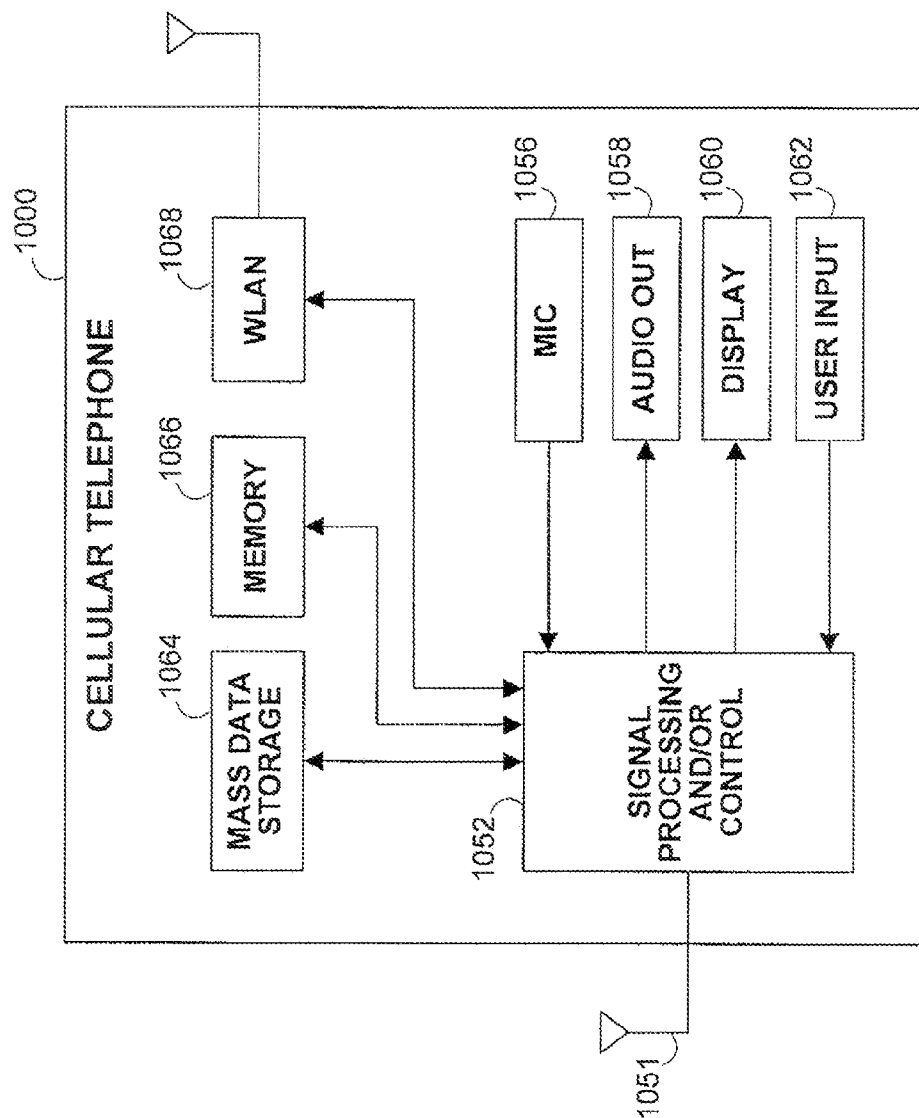 1000
CELLULAR TELEPHONE
1064
1066
1068
MASS DATA
STORAGE
MEMORY
WLAN
1052
SIGNAL
PROCESSING
AND/OR
CONTROL
1056
MIC
1058
AUDIO OUT
1060
DISPLAY
1062
USER INPUT
1051